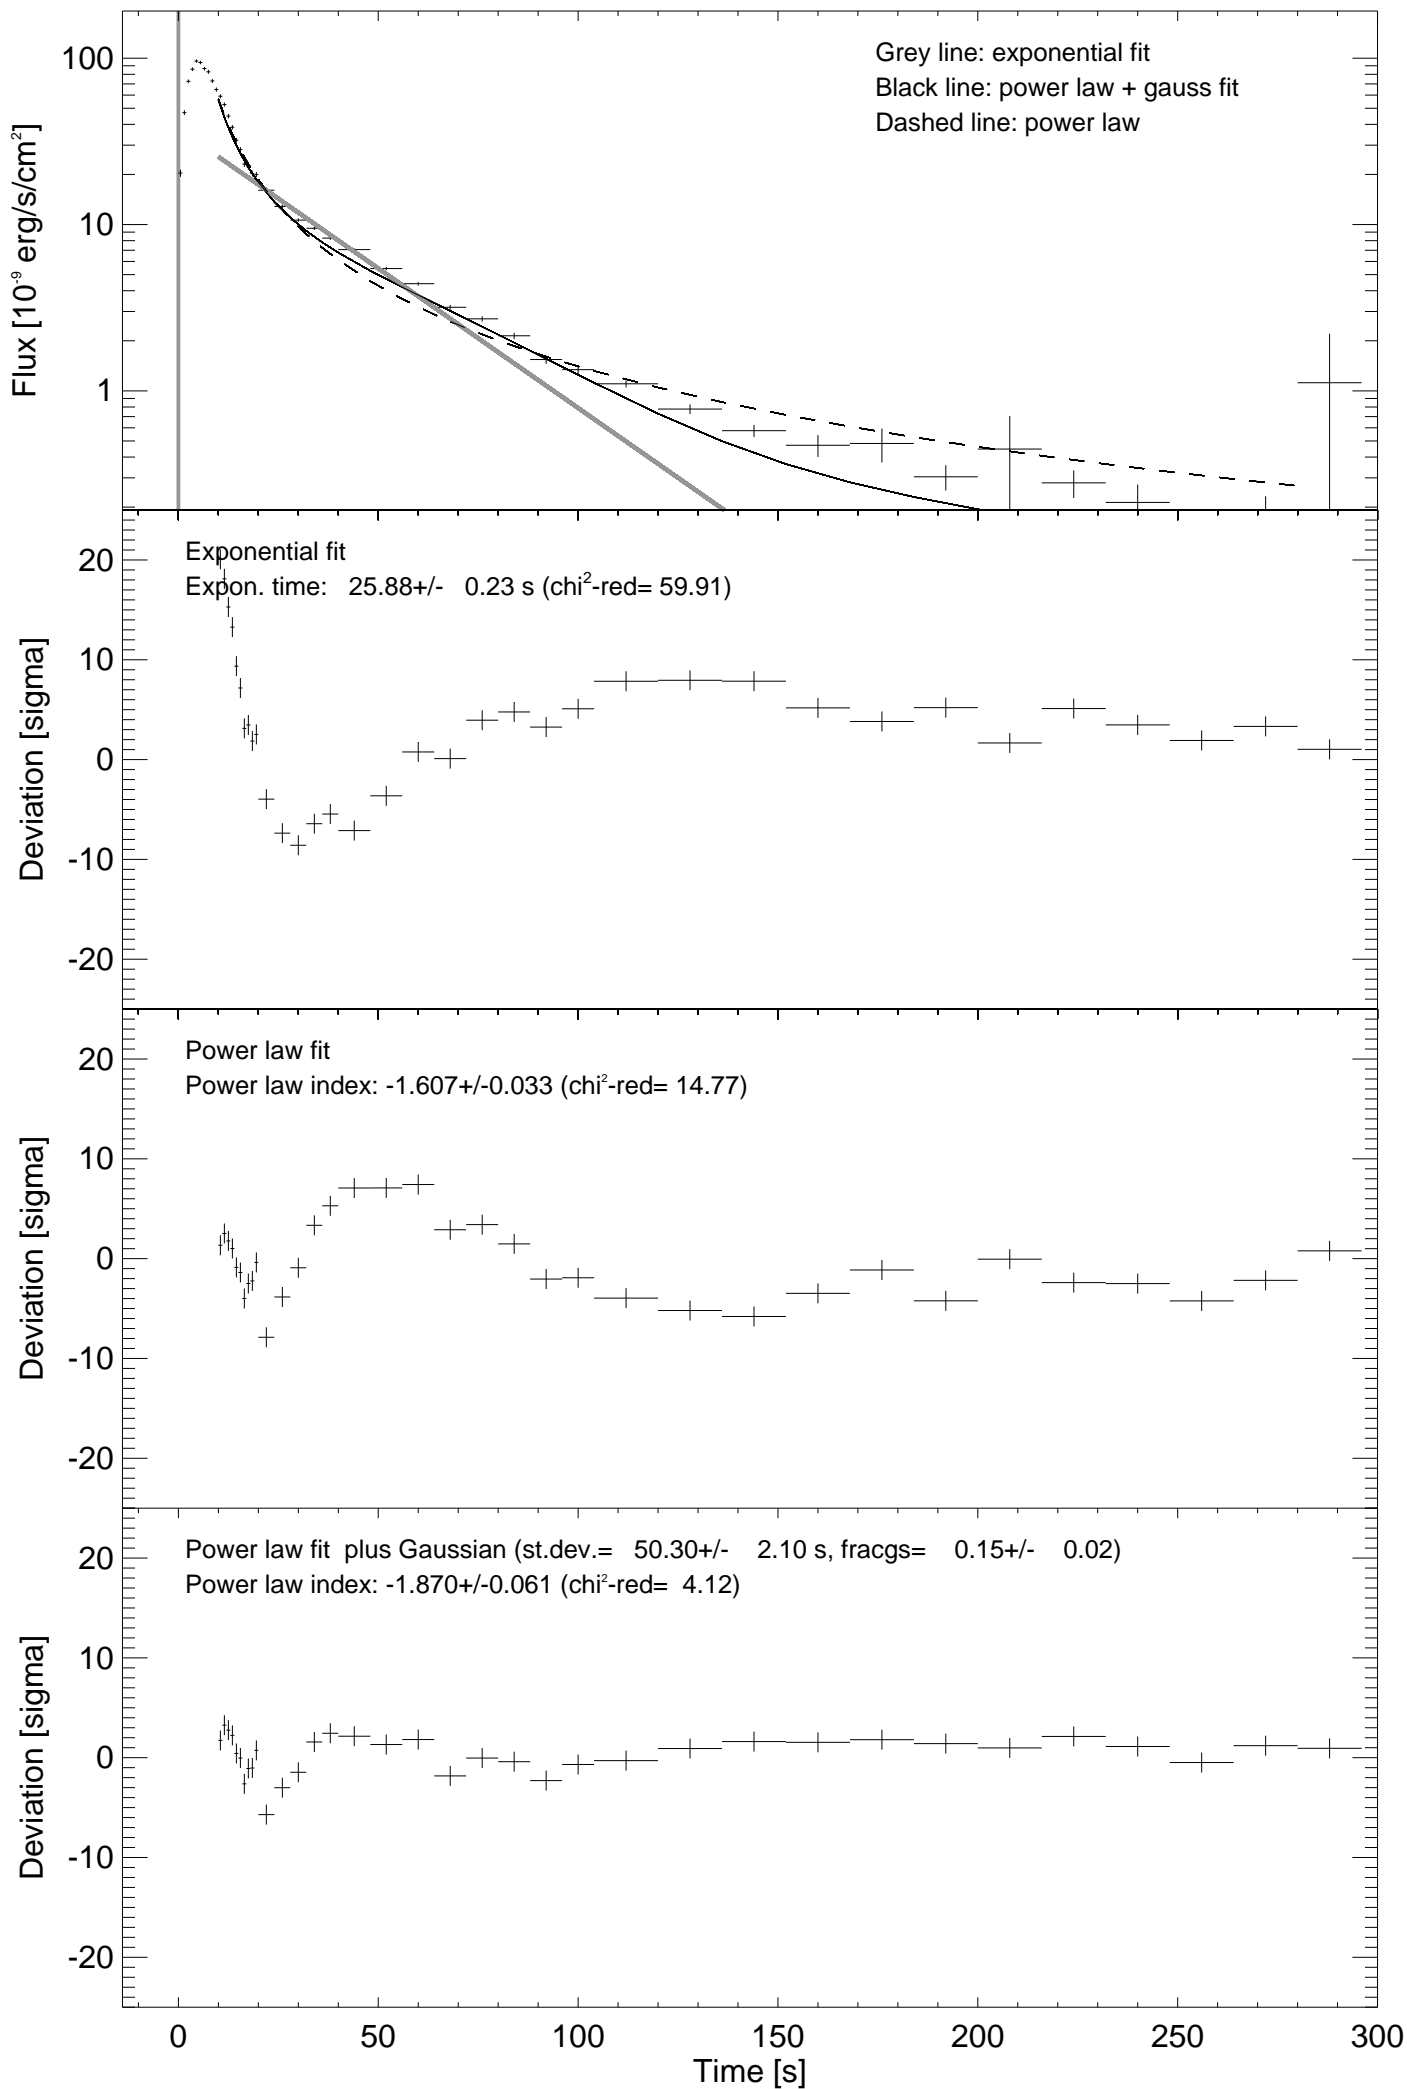 Grey line: exponential fit
Black line: power law + gauss fit
Dashed line: power law
Flux [10⁻⁹ erg/s/cm²]
100
10
1
Exponential fit
Expon. time: 25.88+/- 0.23 s (chi²-red= 59.91)
Deviation [sigma]
20
10
0
-10
-20
Power law fit
Power law index: -1.607+/-0.033 (chi²-red= 14.77)
Deviation [sigma]
20
10
0
-10
-20
Power law fit plus Gaussian (st.dev.= 50.30+/- 2.10 s, fracgs= 0.15+/- 0.02)
Power law index: -1.870+/-0.061 (chi²-red= 4.12)
Deviation [sigma]
20
10
0
-10
-20
0 50 100 150 200 250 300
Time [s]